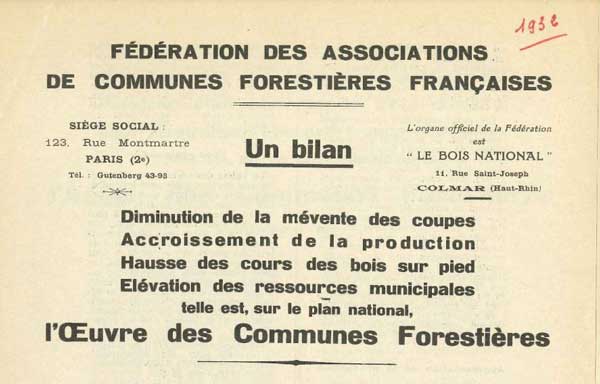 1932
FÉDÉRATION DES ASSOCIATIONS
DE COMMUNES FORESTIÈRES FRANÇAISES
SIÈGE SOCIAL :
123, Rue Montmartre
PARIS (2e)
Tél. : Gutenberg 43-93
Un bilan
L'organe officiel de la Fédération
est
" LE BOIS NATIONAL "
11, Rue Saint-Joseph
COLMAR (Haut-Rhin)
Diminution de la mévente des coupes
Accroissement de la production
Hausse des cours des bois sur pied
Elévation des ressources municipales
telle est, sur le plan national,
l'Œuvre des Communes Forestières